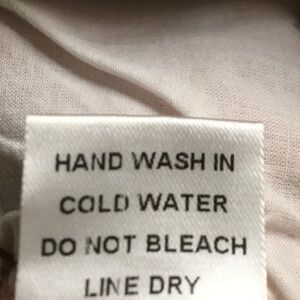 HAND WASH IN
COLD WATER
DO NOT BLEACH
LINE DRY